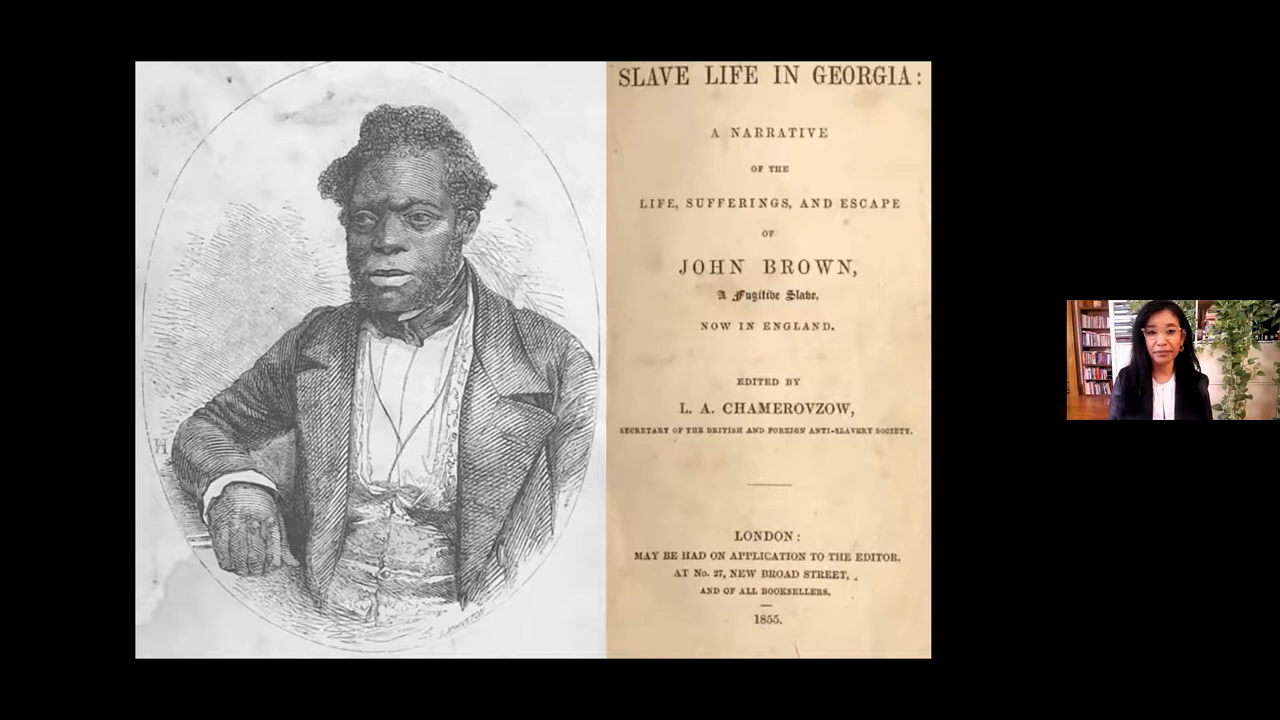 SLAVE LIFE IN GEORGIA:
A NARRATIVE
OF THE
LIFE, SUFFERINGS, AND ESCAPE
OF
JOHN BROWN,
A Fugitive Slave,
NOW IN ENGLAND.
EDITED BY
L. A. CHAMEROVZOW,
SECRETARY OF THE BRITISH AND FOREIGN ANTI-SLAVERY SOCIETY.
LONDON:
MAY BE HAD ON APPLICATION TO THE EDITOR,
AT No. 27, NEW BROAD STREET,
AND OF ALL BOOKSELLERS.
1855.